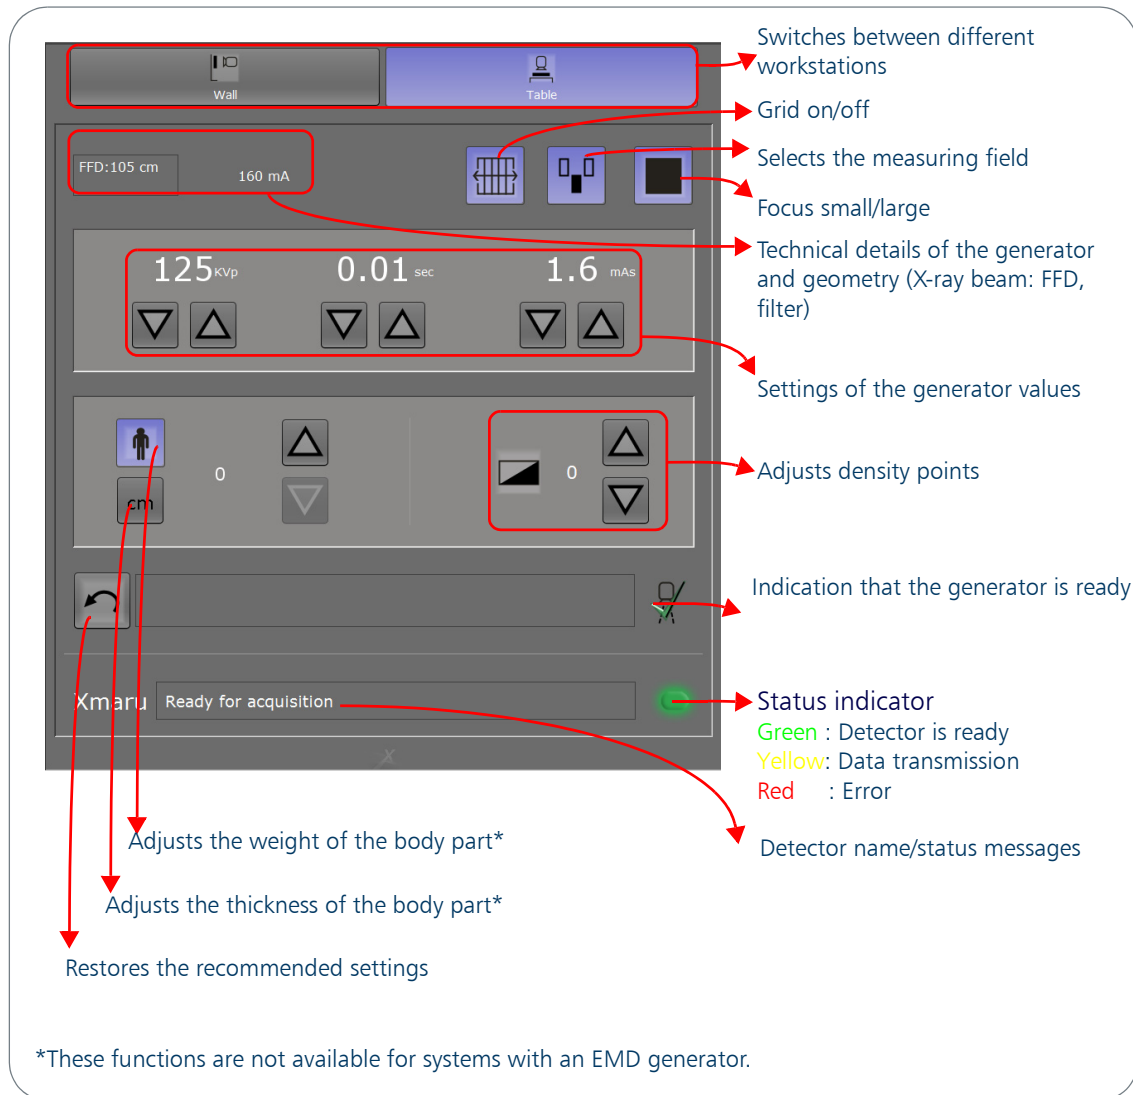 Switches between different
workstations
Wall
Table
Grid on/off
Selects the measuring field
FFD:105 cm
160 mA
Focus small/large
Technical details of the generator
and geometry (X-ray beam: FFD,
filter)
125 KVp
0.01 sec
1.6 mAs
Settings of the generator values
0
cm
0
Adjusts density points
Indication that the generator is ready
Xmaru
Ready for acquisition
Status indicator
Green : Detector is ready
Yellow: Data transmission
Red : Error
X
Adjusts the weight of the body part*
Detector name/status messages
Adjusts the thickness of the body part*
Restores the recommended settings
*These functions are not available for systems with an EMD generator.